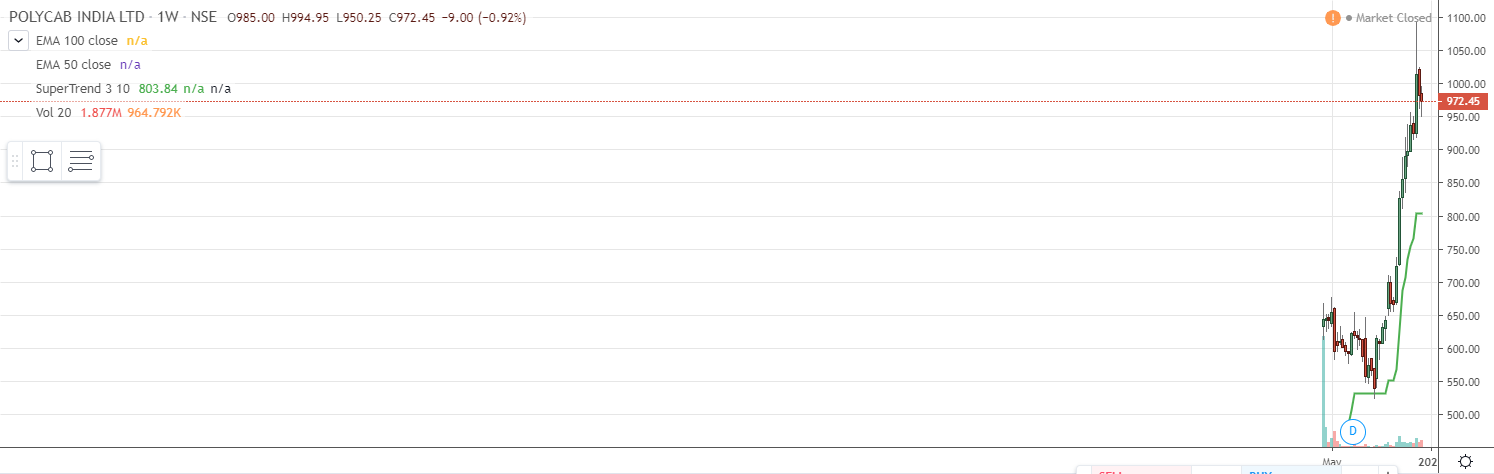 POLYCAB INDIA LTD · 1W · NSE O985.00 H994.95 L950.25 C972.45 −9.00 (−0.92%)
! Market Closed
EMA 100 close n/a
EMA 50 close n/a
SuperTrend 3 10 803.84 n/a n/a
Vol 20 1.877M 964.792K
1100.00
1050.00
1000.00
972.45
950.00
900.00
850.00
800.00
750.00
700.00
650.00
600.00
550.00
500.00
D
May 202